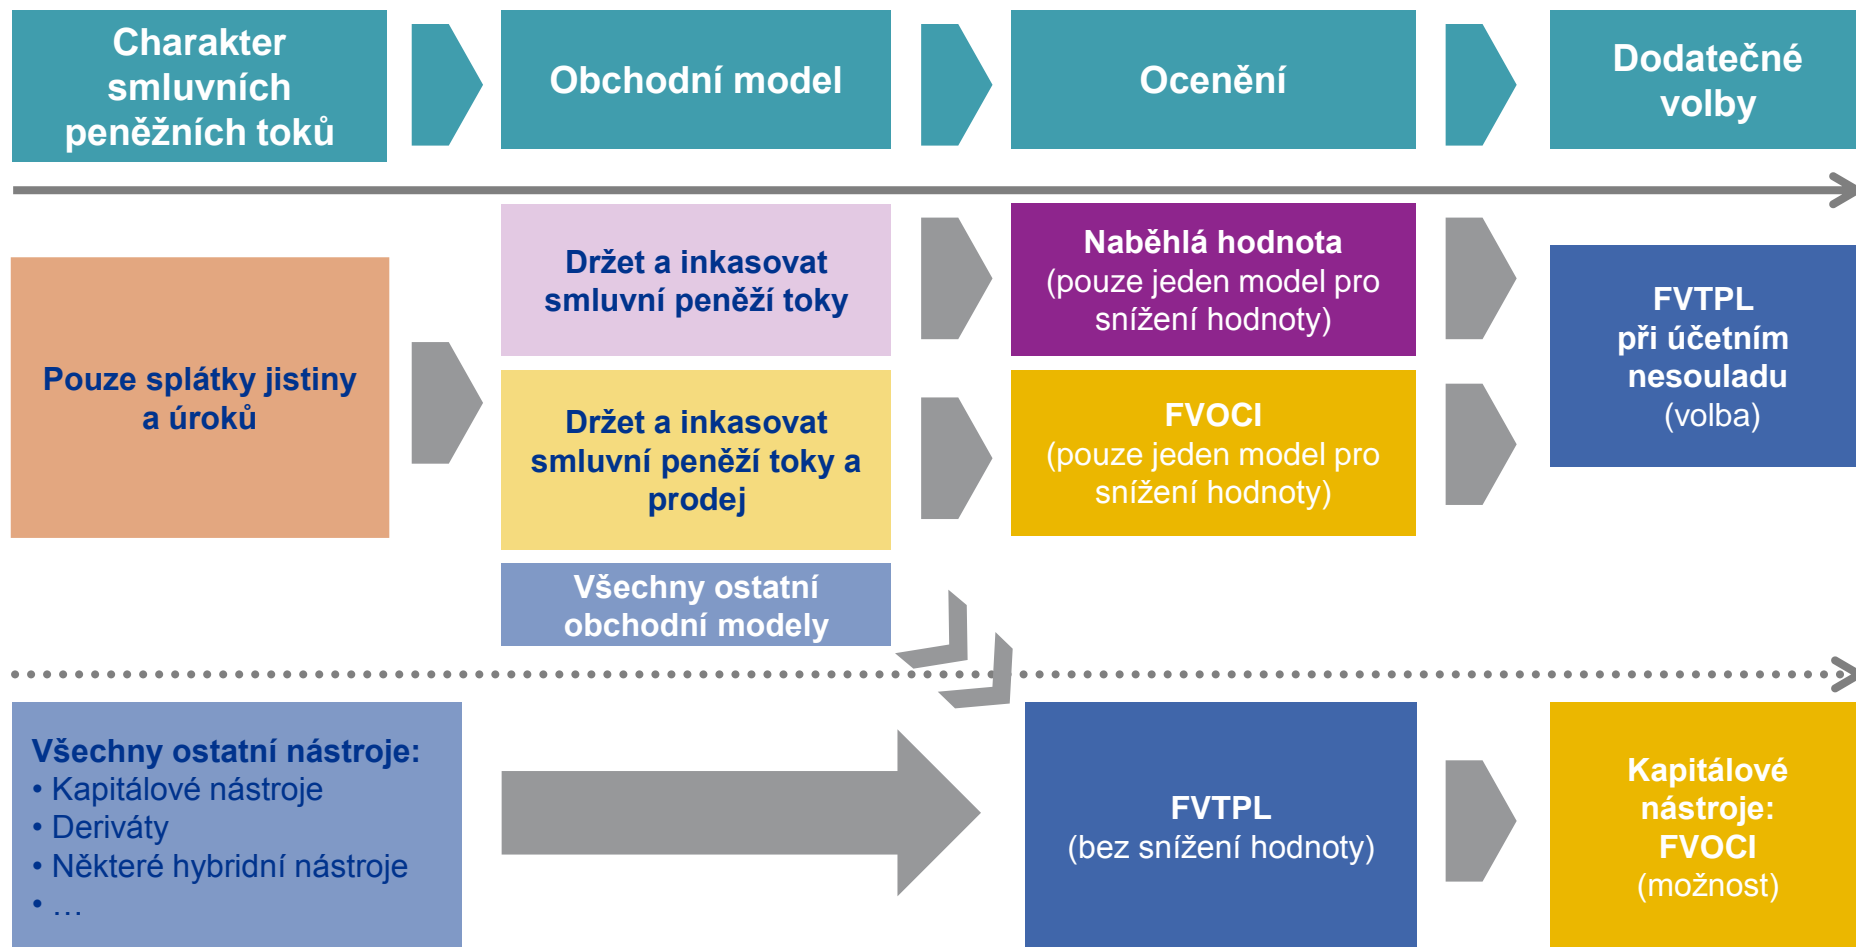 Charakter
smluvních
peněžních toků
Obchodní model
Ocenění
Dodatečné
volby
Pouze splátky jistiny
a úroků
Držet a inkasovat
smluvní peněží toky
Naběhlá hodnota
(pouze jeden model pro
snížení hodnoty)
FVTPL
při účetním
nesouladu
(volba)
Držet a inkasovat
smluvní peněží toky a
prodej
FVOCI
(pouze jeden model pro
snížení hodnoty)
Všechny ostatní
obchodní modely
Všechny ostatní nástroje:
• Kapitálové nástroje
• Deriváty
• Některé hybridní nástroje
• …
FVTPL
(bez snížení hodnoty)
Kapitálové
nástroje:
FVOCI
(možnost)